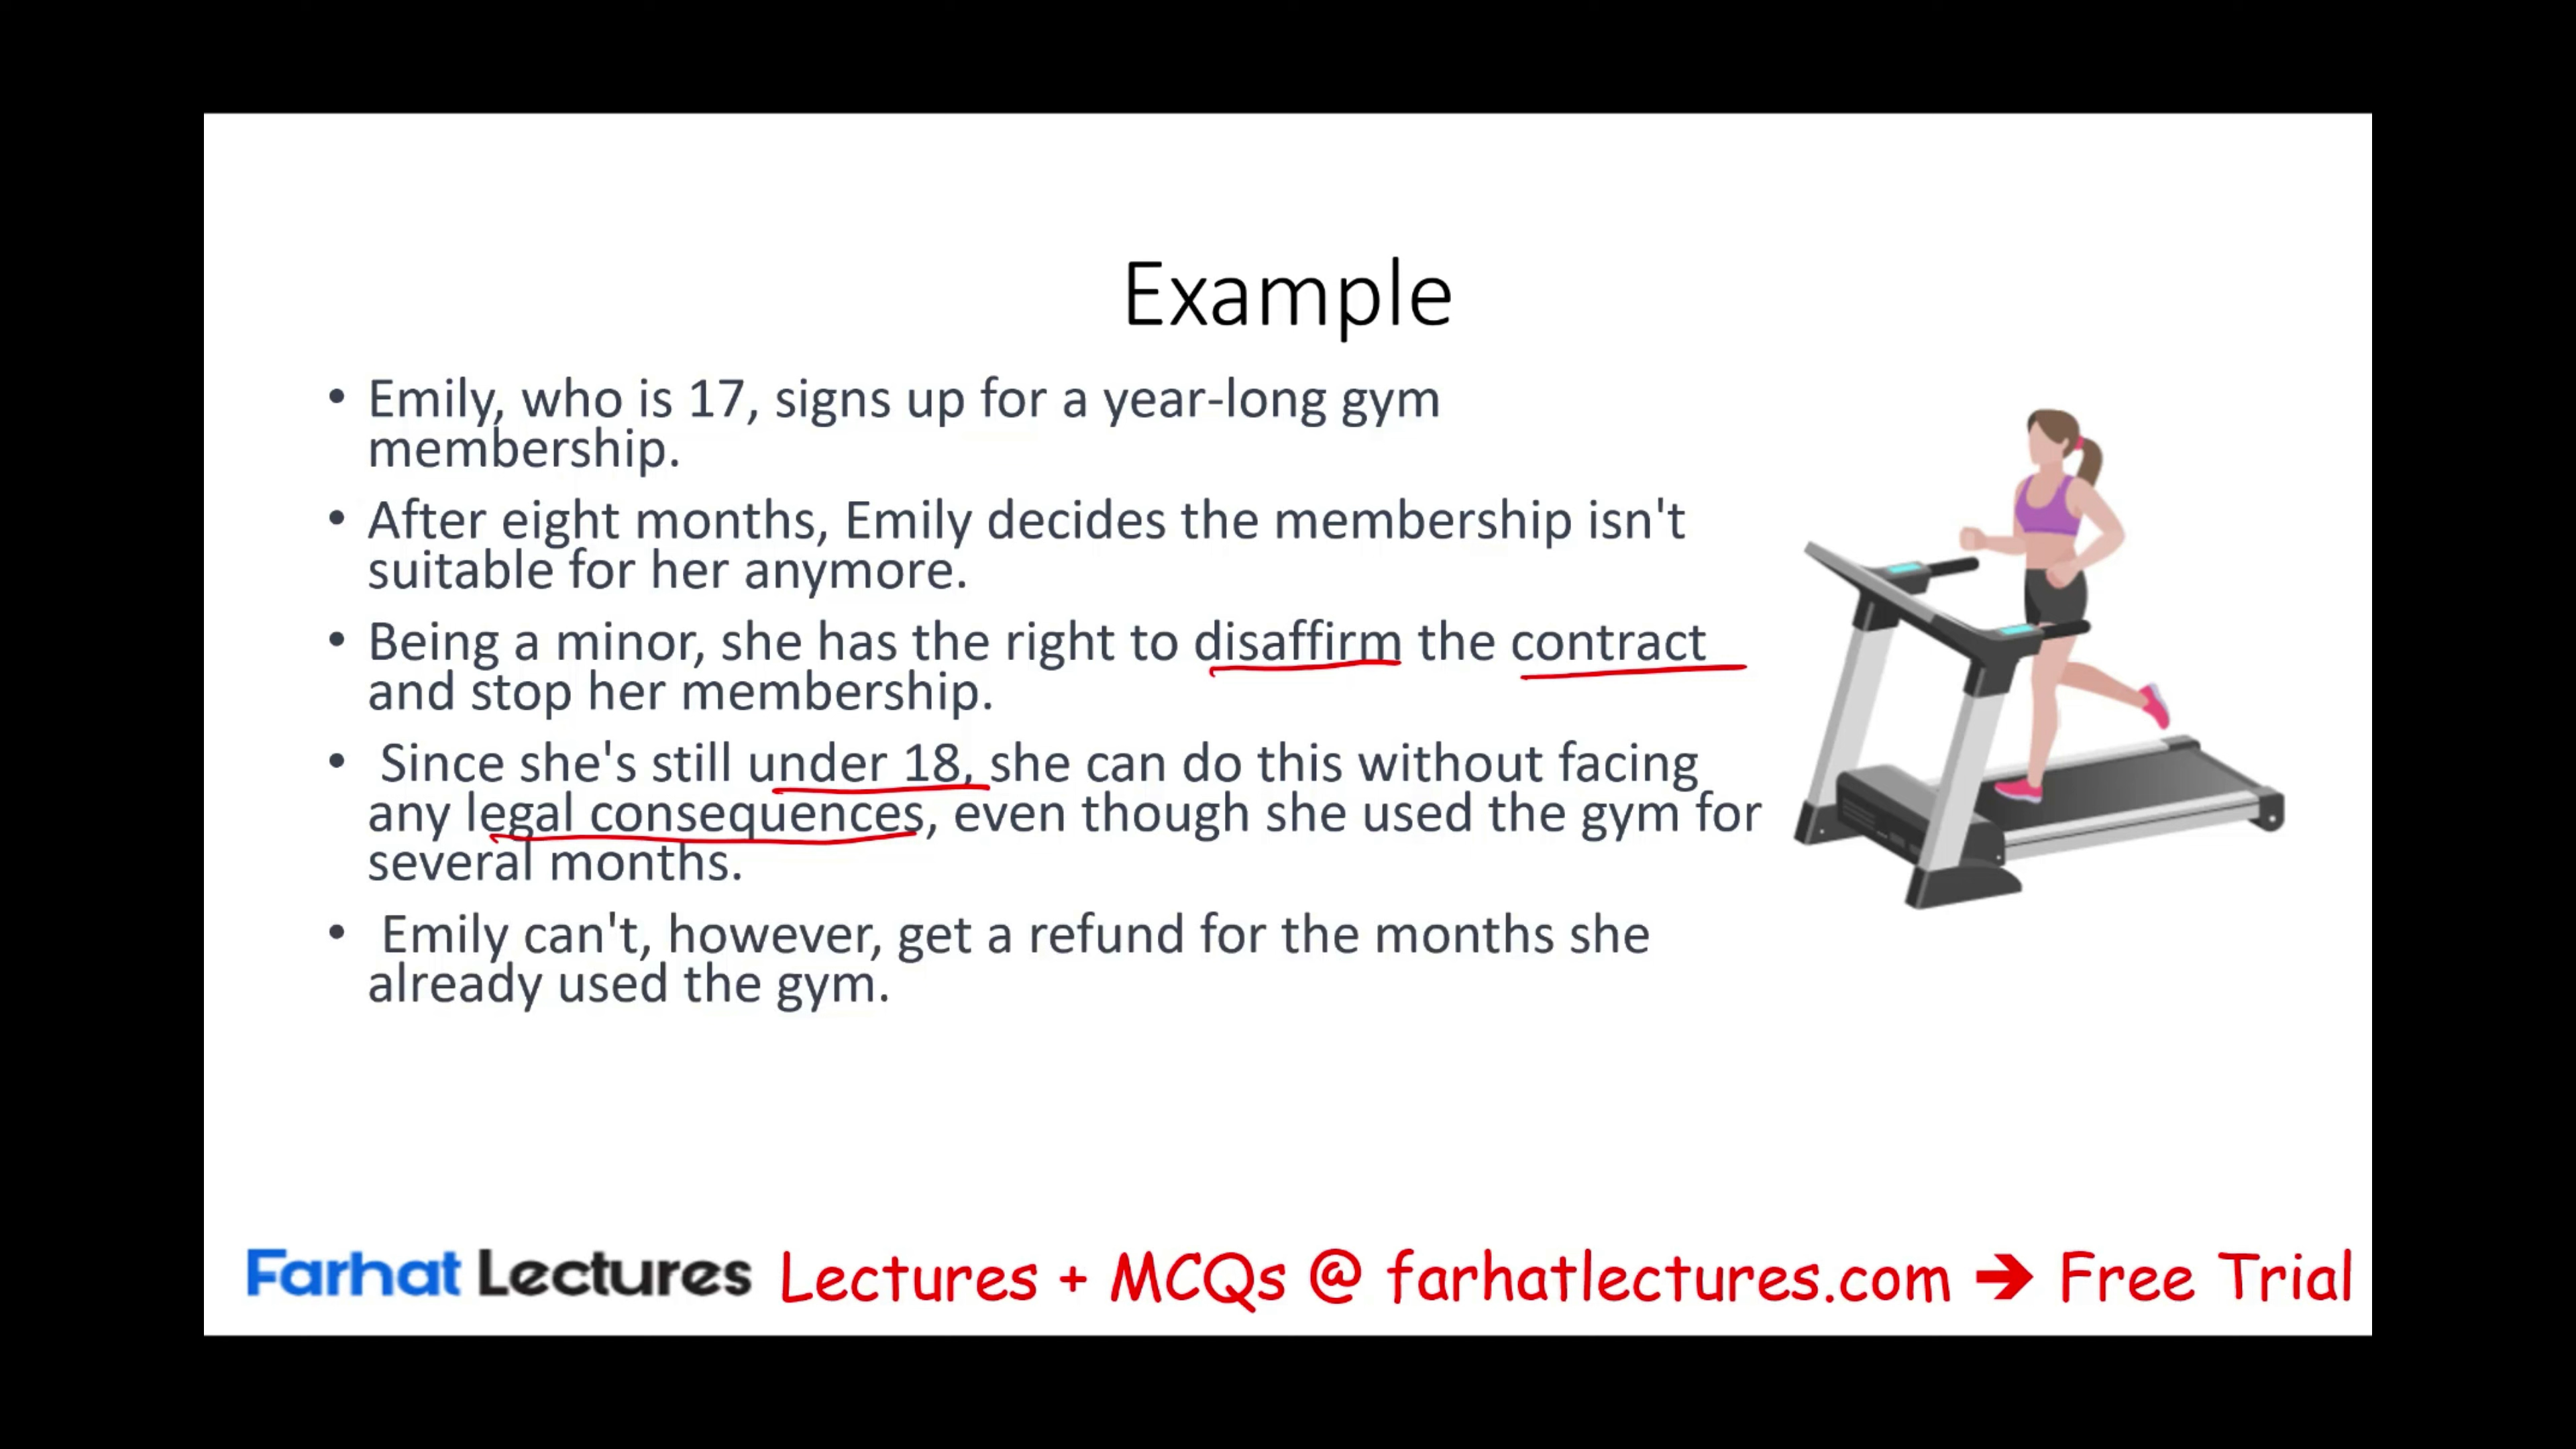 Example
• Emily, who is 17, signs up for a year-long gym
membership.
• After eight months, Emily decides the membership isn't
suitable for her anymore.
• Being a minor, she has the right to disaffirm the contract
and stop her membership.
• Since she's still under 18, she can do this without facing
any legal consequences, even though she used the gym for
several months.
• Emily can't, however, get a refund for the months she
already used the gym.
Farhat Lectures Lectures + MCQs @ farhatlectures.com ➔ Free Trial